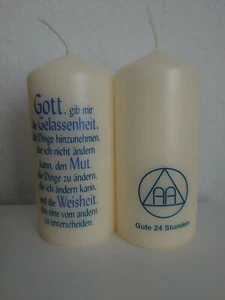 Gott, gib mir
die Gelassenheit,
die Dinge hinzunehmen,
die ich nicht ändern
kann, den Mut,
die Dinge zu ändern,
die ich ändern kann,
und die Weisheit,
das eine vom andern
zu unterscheiden.
AA
Gute 24 Stunden